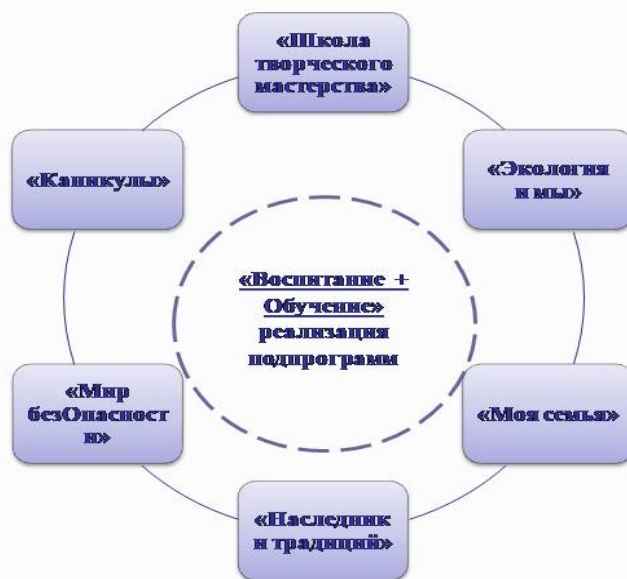 «Школа
творческого
мастерства»
«Каникулы»
«Экология
и мы»
«Воспитание +
Обучение»
реализация
подпрограмм
«Мир
безОпасност
и»
«Моя семья»
«Наследник
и традиций»